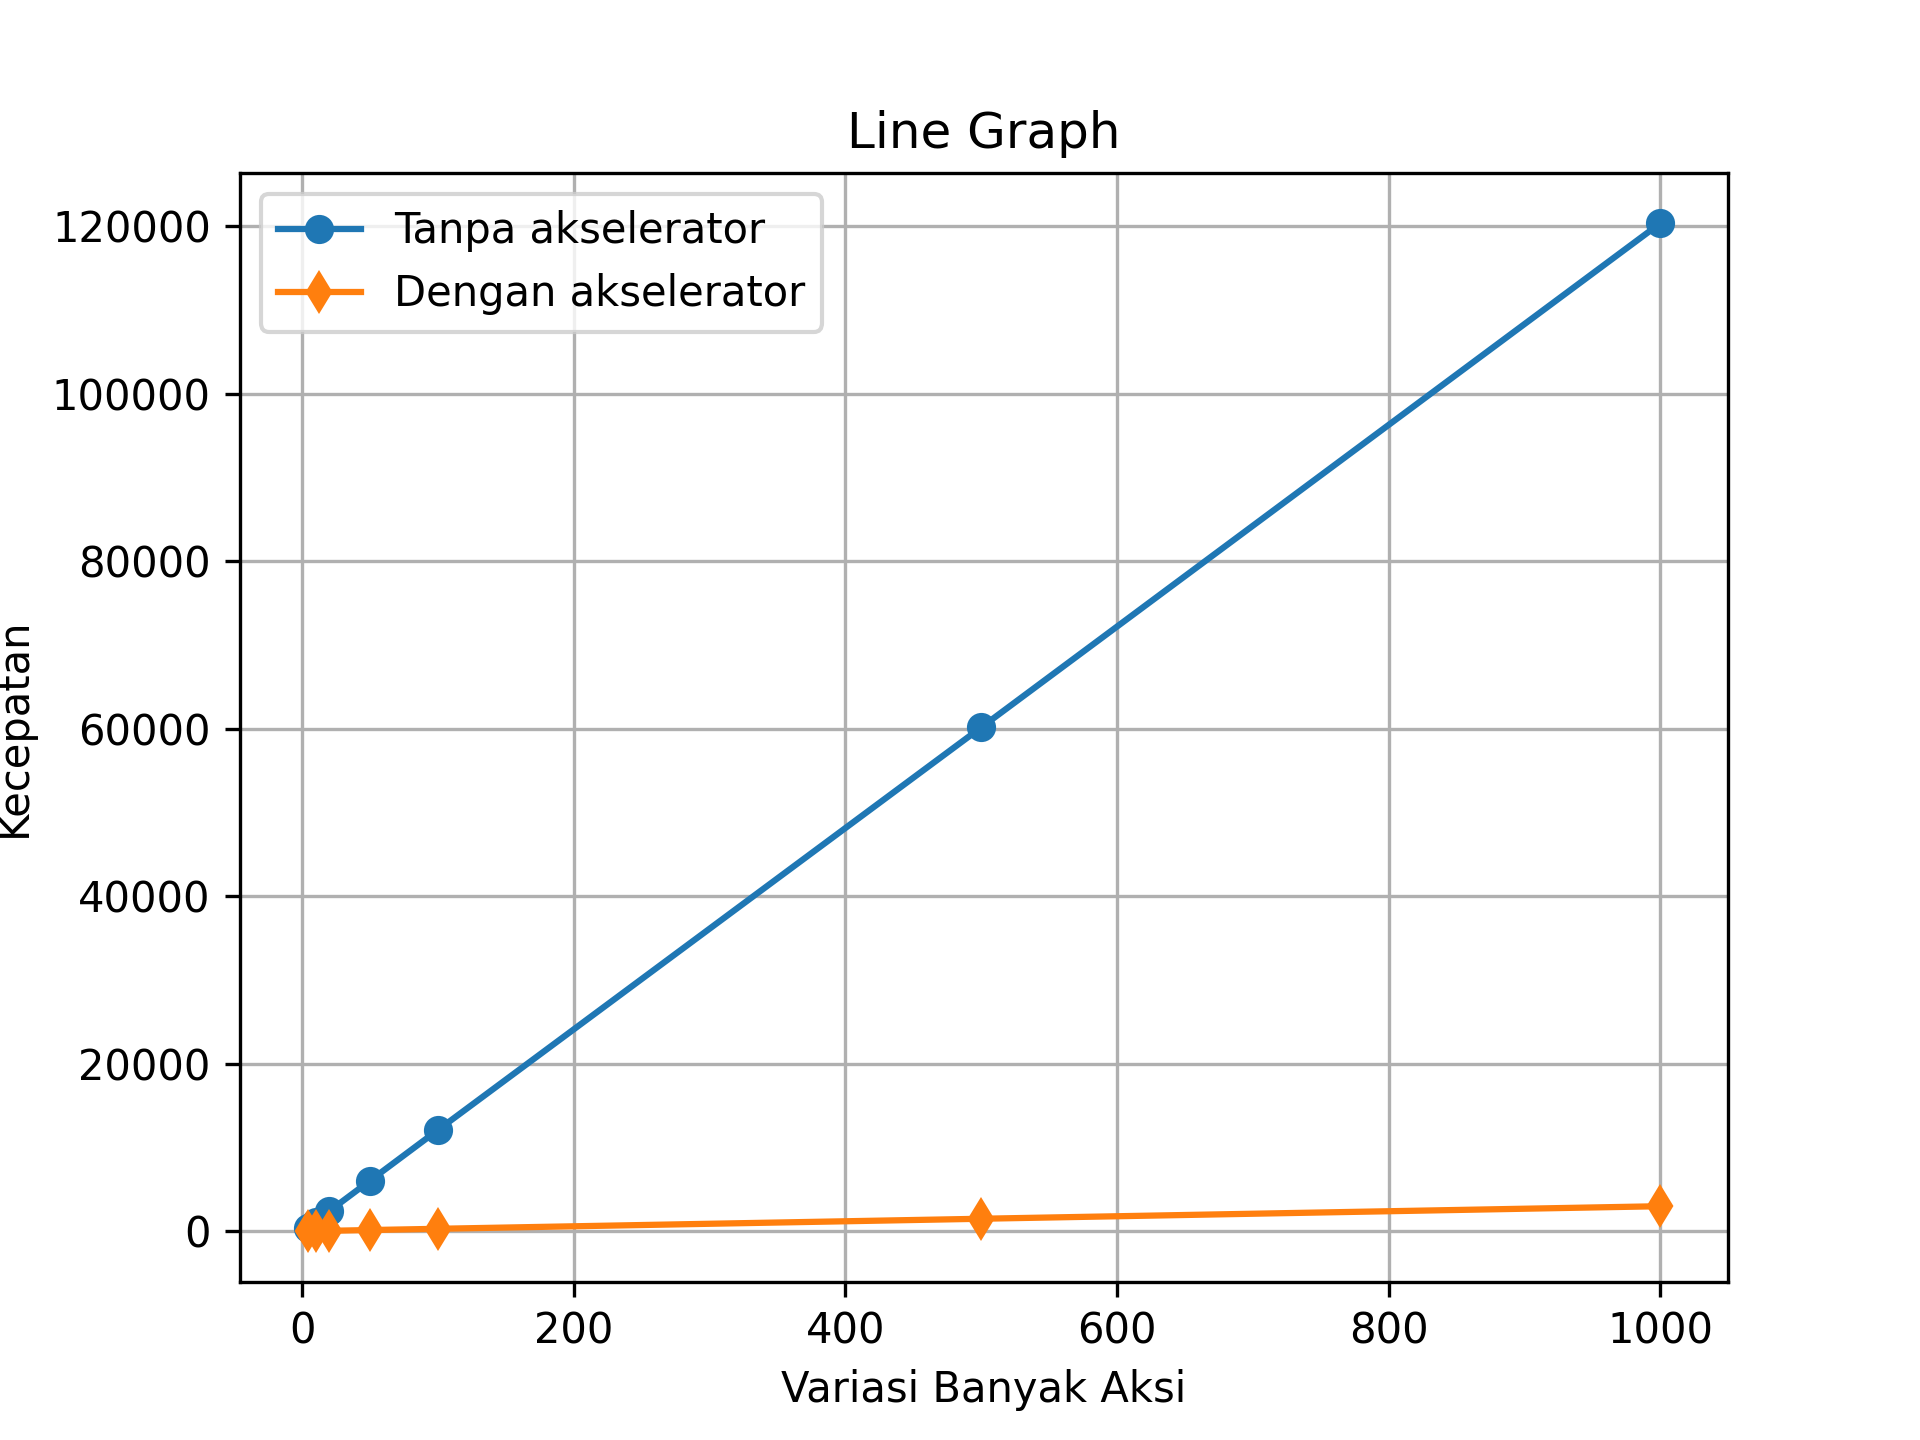 Line Graph
Tanpa akselerator
Dengan akselerator
120000
100000
80000
60000
40000
20000
0
Kecepatan
0 200 400 600 800 1000
Variasi Banyak Aksi